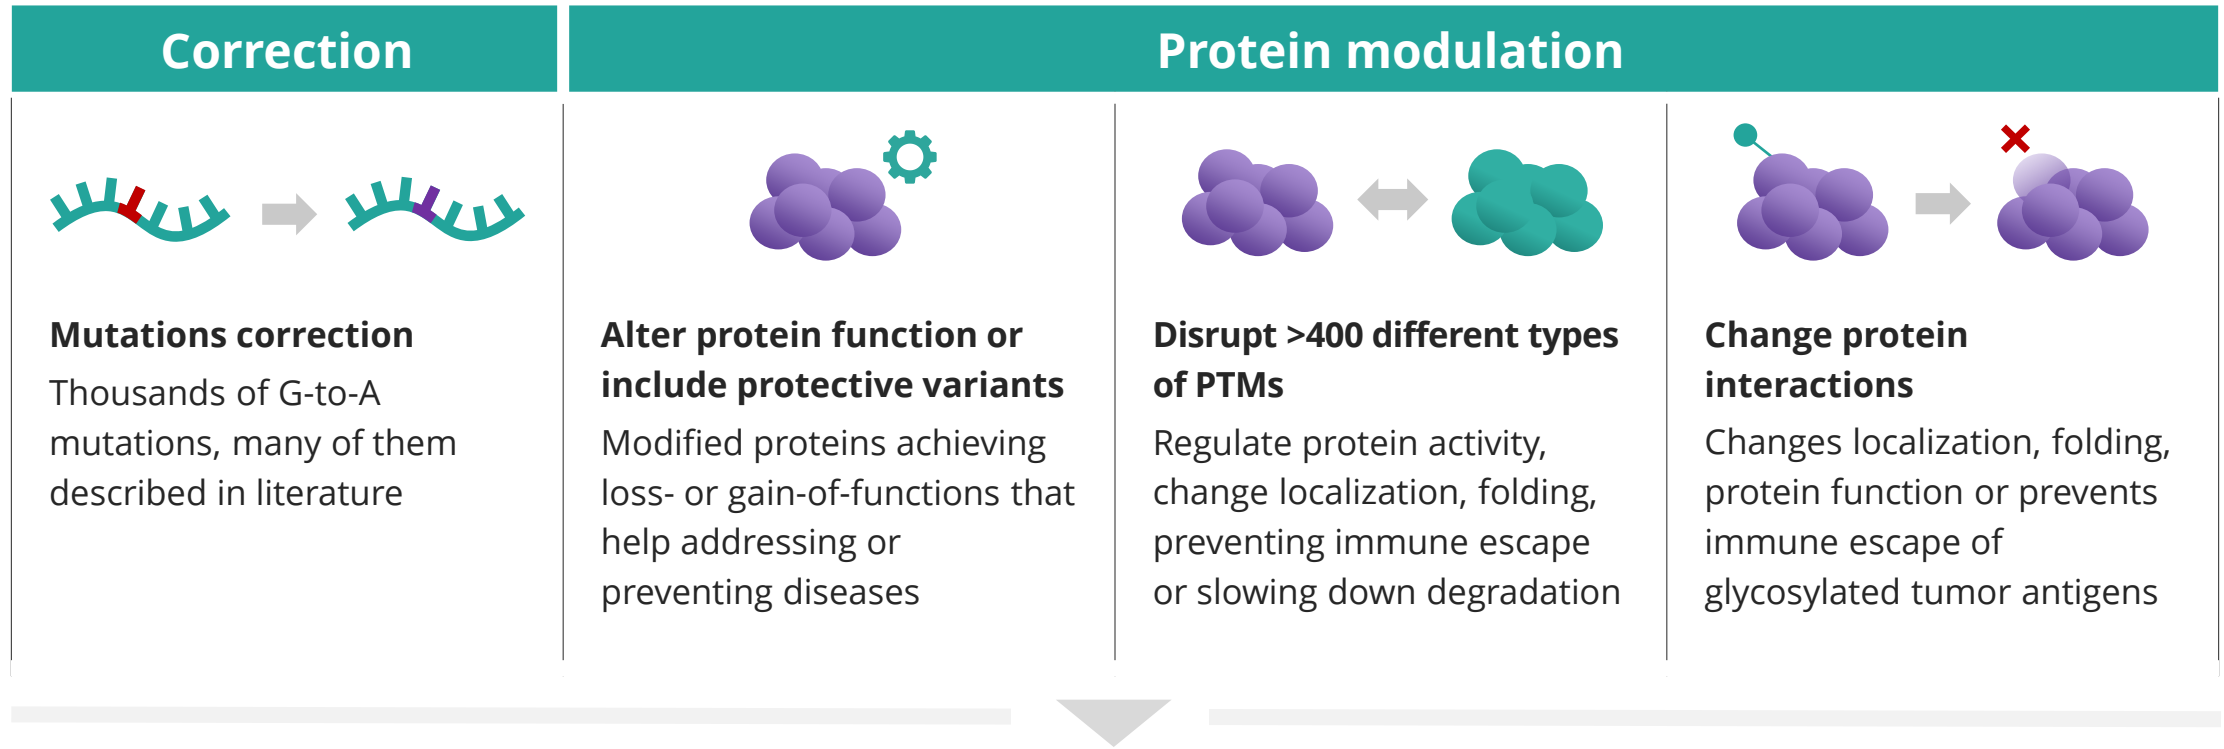 Correction
Protein modulation
Mutations correction
Thousands of G-to-A
mutations, many of them
described in literature
Alter protein function or
include protective variants
Modified proteins achieving
loss- or gain-of-functions that
help addressing or
preventing diseases
Disrupt >400 different types
of PTMs
Regulate protein activity,
change localization, folding,
preventing immune escape
or slowing down degradation
Change protein
interactions
Changes localization, folding,
protein function or prevents
immune escape of
glycosylated tumor antigens